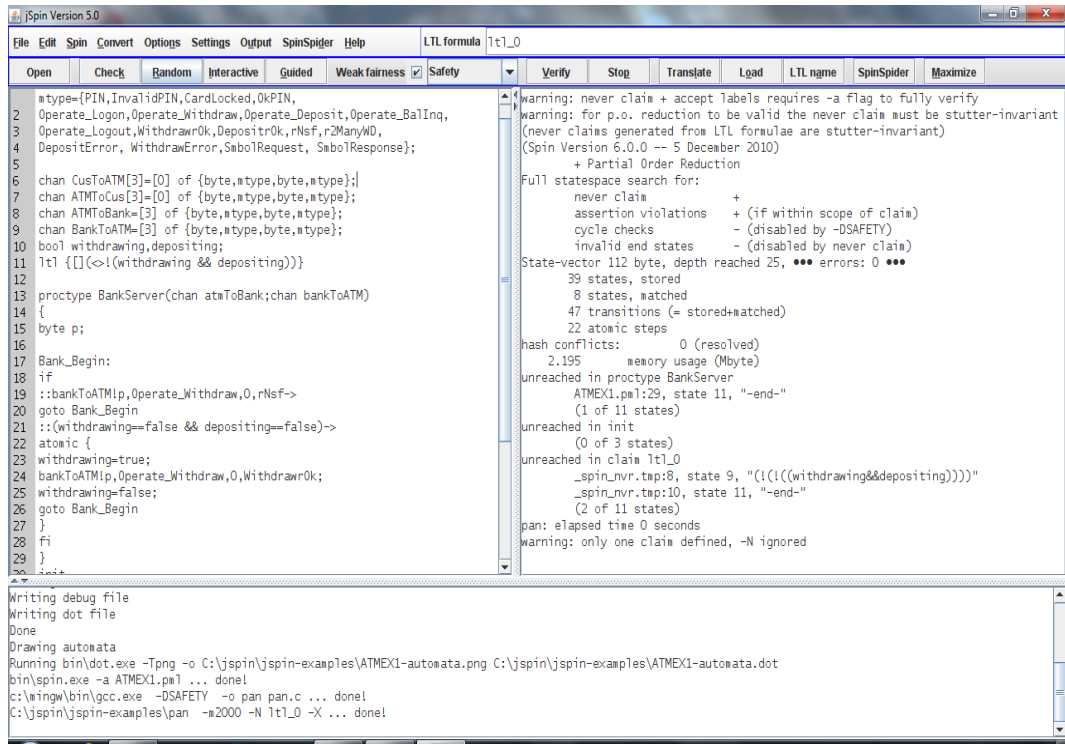 jSpin Version 5.0
File Edit Spin Convert Options Settings Output SpinSpider Help LTL formula ltl_0
Open Check Random Interactive Guided Weak fairness Safety Verify Stop Translate Load LTL name SpinSpider Maximize
mtype={PIN,InvalidPIN,CardLocked,OkPIN,
2 Operate_Logon,Operate_Withdraw,Operate_Deposit,Operate_BalInq,
3 Operate_Logout,WithdrawrOk,DepositrOk,rNsf,r2ManyWD,
4 DepositError, WithdrawError,SmbolRequest, SmbolResponse};
5
6 chan CusToATM[3]=[0] of {byte,mtype,byte,mtype};
7 chan ATMToCus[3]=[0] of {byte,mtype,byte,mtype};
8 chan ATMToBank=[3] of {byte,mtype,byte,mtype};
9 chan BankToATM=[3] of {byte,mtype,byte,mtype};
10 bool withdrawing,depositing;
11 ltl {[](<>!(withdrawing && depositing))}
12
13 proctype BankServer(chan atmToBank;chan bankToATM)
14 {
15 byte p;
16
17 Bank_Begin:
18 if
19 ::bankToATM!p,Operate_Withdraw,0,rNsf->
20 goto Bank_Begin
21 ::(withdrawing==false && depositing==false)->
22 atomic {
23 withdrawing=true;
24 bankToATM!p,Operate_Withdraw,0,WithdrawrOk;
25 withdrawing=false;
26 goto Bank_Begin
27 }
28 fi
29 }
30 init
warning: never claim + accept labels requires -a flag to fully verify
warning: for p.o. reduction to be valid the never claim must be stutter-invariant
(never claims generated from LTL formulae are stutter-invariant)
(Spin Version 6.0.0 -- 5 December 2010)
+ Partial Order Reduction
Full statespace search for:
never claim +
assertion violations + (if within scope of claim)
cycle checks - (disabled by -DSAFETY)
invalid end states - (disabled by never claim)
State-vector 112 byte, depth reached 25, ••• errors: 0 •••
39 states, stored
8 states, matched
47 transitions (= stored+matched)
22 atomic steps
hash conflicts: 0 (resolved)
2.195 memory usage (Mbyte)
unreached in proctype BankServer
ATMEX1.pml:29, state 11, "-end-"
(1 of 11 states)
unreached in init
(0 of 3 states)
unreached in claim ltl_0
_spin_nvr.tmp:8, state 9, "(!(!((withdrawing&&depositing))))"
_spin_nvr.tmp:10, state 11, "-end-"
(2 of 11 states)
pan: elapsed time 0 seconds
warning: only one claim defined, -N ignored
Writing debug file
Writing dot file
Done
Drawing automata
Running bin\dot.exe -Tpng -o C:\jspin\jspin-examples\ATMEX1-automata.png C:\jspin\jspin-examples\ATMEX1-automata.dot
bin\spin.exe -a ATMEX1.pml ... done!
c:\mingw\bin\gcc.exe -DSAFETY -o pan pan.c ... done!
C:\jspin\jspin-examples\pan -m2000 -N ltl_0 -X ... done!